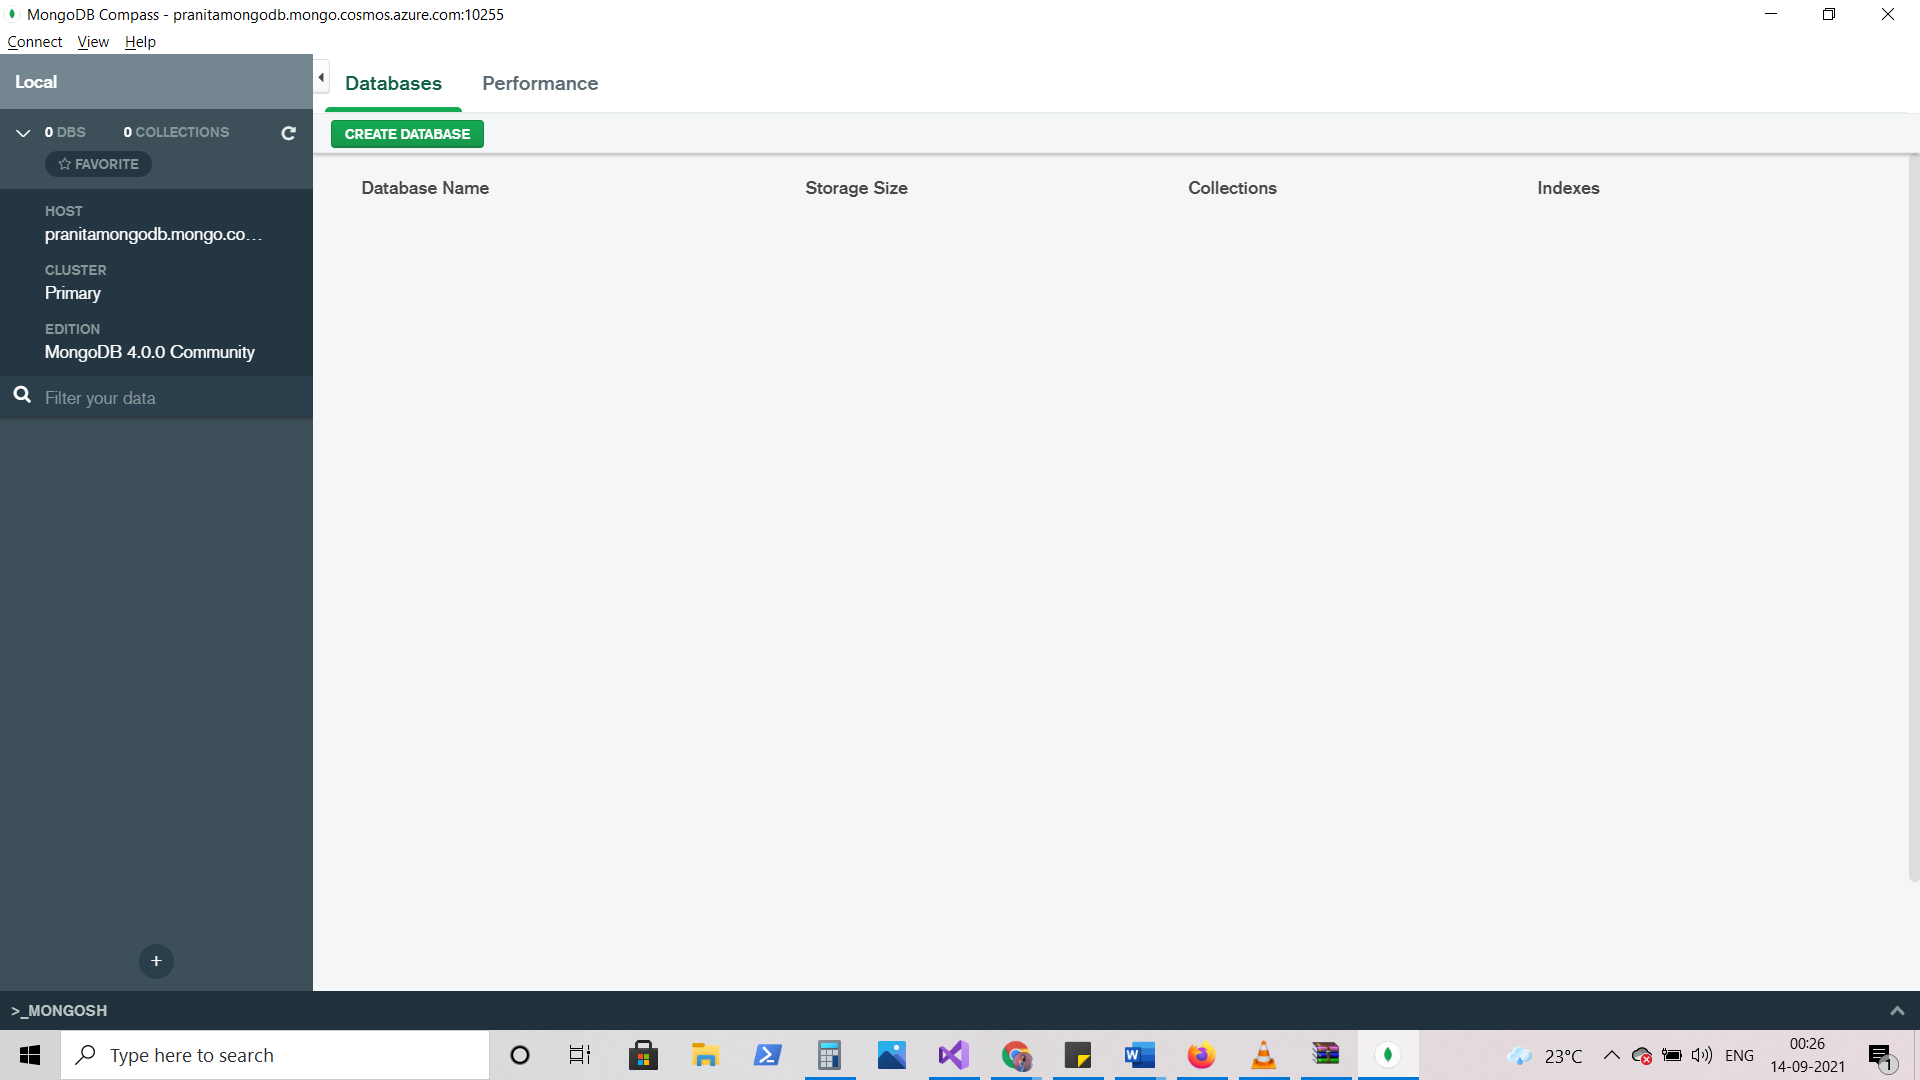 MongoDB Compass - pranitamongodb.mongo.cosmos.azure.com:10255
Connect View Help
Local
Databases Performance
0 DBS 0 COLLECTIONS
FAVORITE
CREATE DATABASE
Database Name Storage Size Collections Indexes
HOST
pranitamongodb.mongo.co...
CLUSTER
Primary
EDITION
MongoDB 4.0.0 Community
Filter your data
+
>_MONGOSH
Type here to search
W
23°C
ENG
00:26
14-09-2021
1